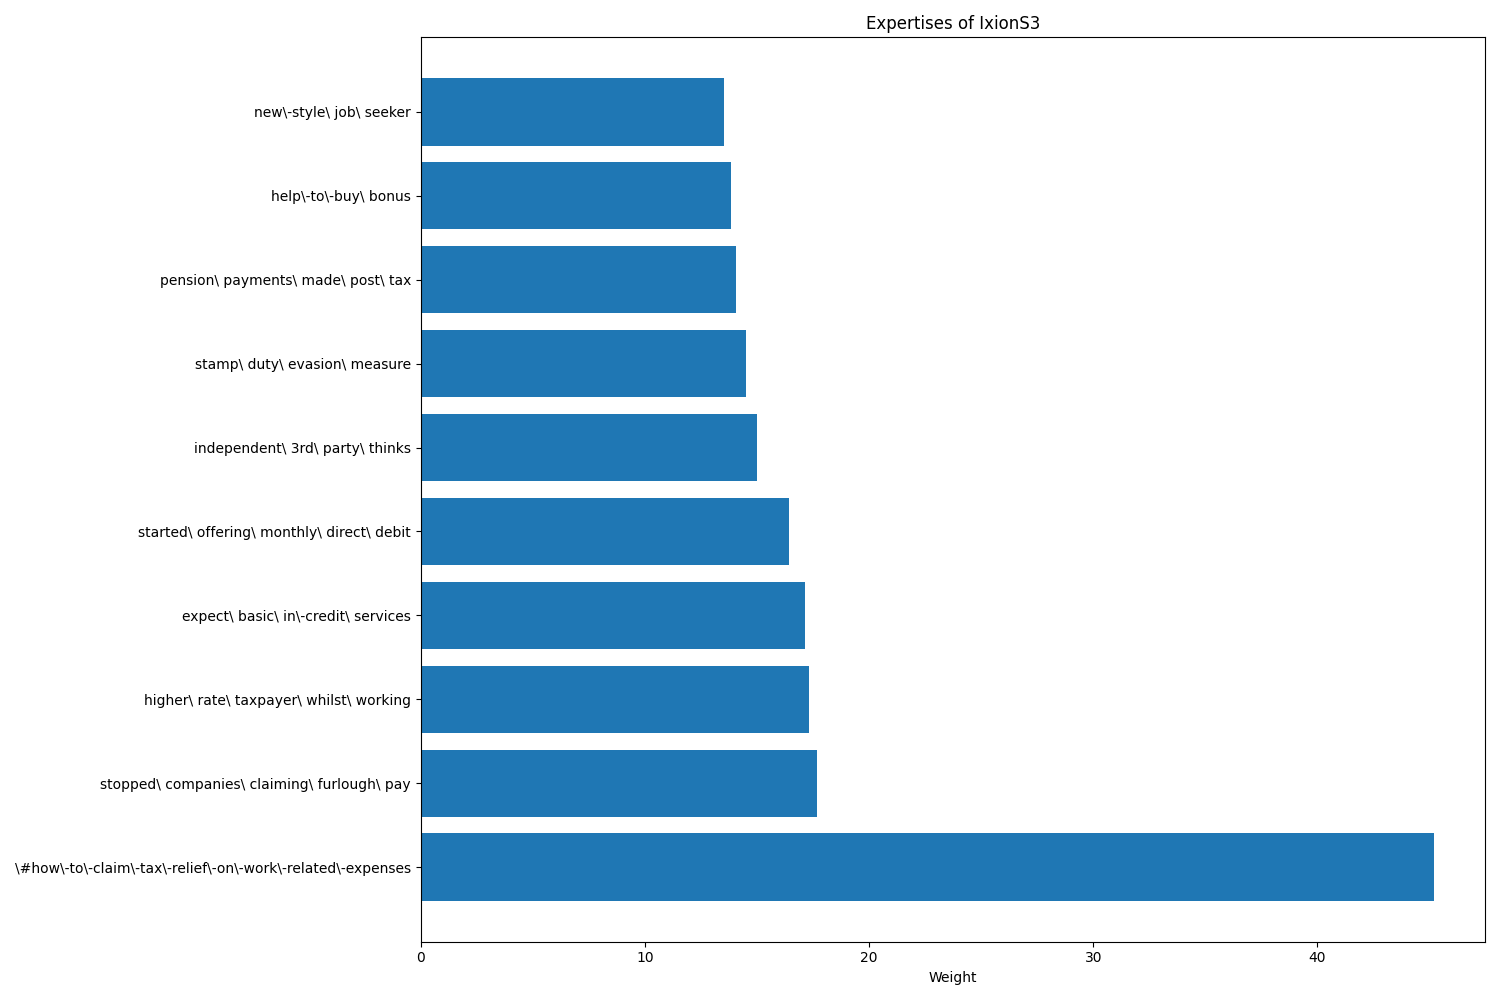 Expertises of IxionS3
new\-style\ job\ seeker
help\-to\-buy\ bonus
pension\ payments\ made\ post\ tax
stamp\ duty\ evasion\ measure
independent\ 3rd\ party\ thinks
started\ offering\ monthly\ direct\ debit
expect\ basic\ in\-credit\ services
higher\ rate\ taxpayer\ whilst\ working
stopped\ companies\ claiming\ furlough\ pay
\#how\-to\-claim\-tax\-relief\-on\-work\-related\-expenses
0 10 20 30 40
Weight